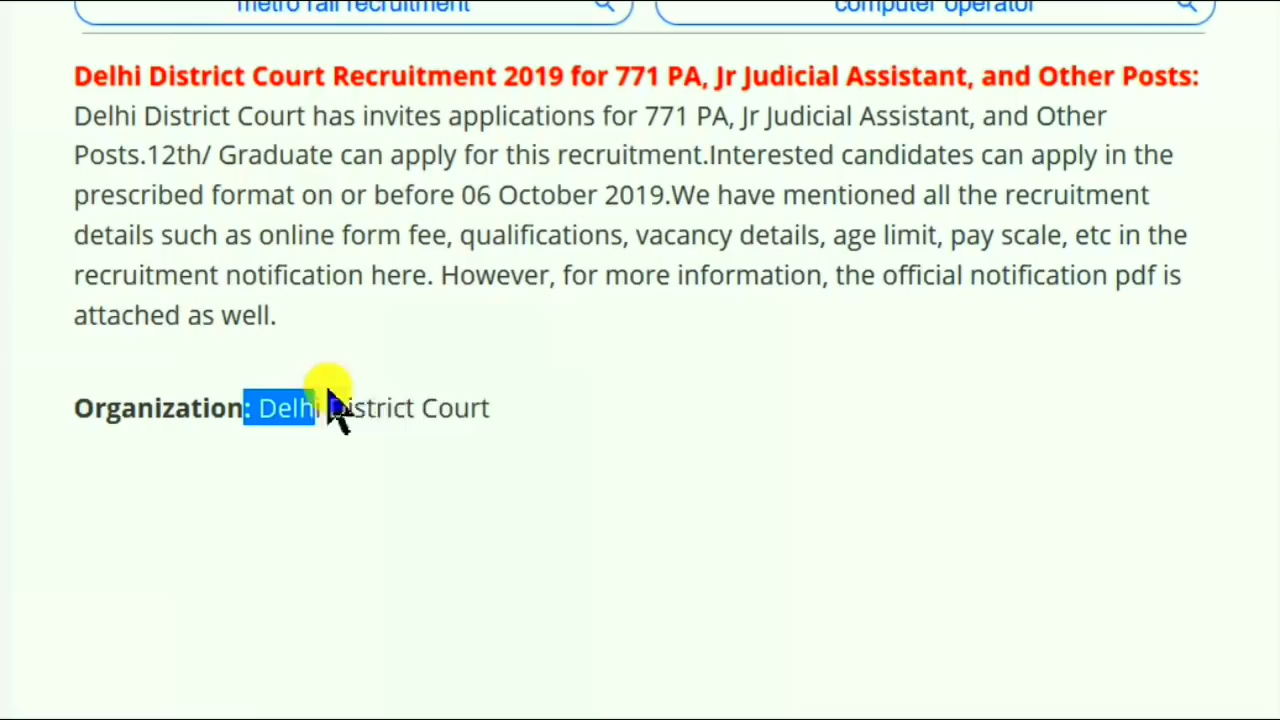 metro rail recruitment
computer operator
Delhi District Court Recruitment 2019 for 771 PA, Jr Judicial Assistant, and Other Posts:
Delhi District Court has invites applications for 771 PA, Jr Judicial Assistant, and Other
Posts.12th/ Graduate can apply for this recruitment.Interested candidates can apply in the
prescribed format on or before 06 October 2019.We have mentioned all the recruitment
details such as online form fee, qualifications, vacancy details, age limit, pay scale, etc in the
recruitment notification here. However, for more information, the official notification pdf is
attached as well.
Organization: Delhi District Court